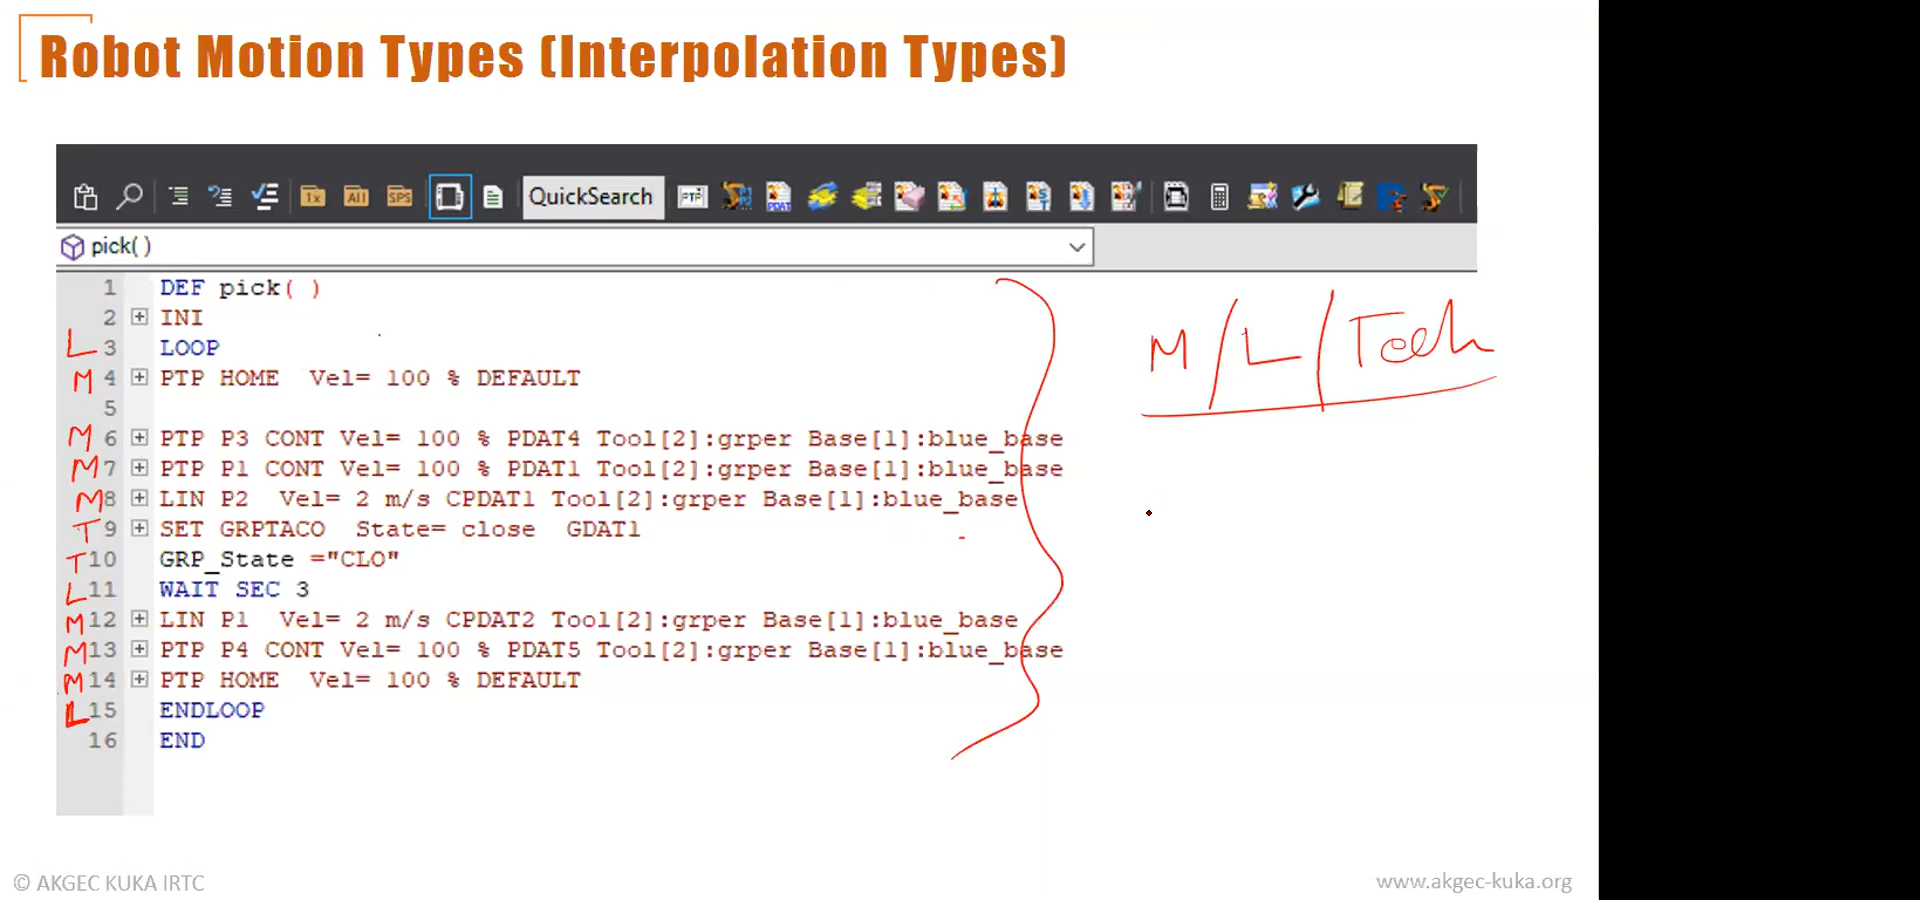 Robot Motion Types (Interpolation Types)
Tx All SPS QuickSearch PTP
pick( )
1 DEF pick( )
2 INI
L 3 LOOP
M 4 PTP HOME Vel= 100 % DEFAULT
5
M 6 PTP P3 CONT Vel= 100 % PDAT4 Tool[2]:grper Base[1]:blue_base
M 7 PTP P1 CONT Vel= 100 % PDAT1 Tool[2]:grper Base[1]:blue_base
M 8 LIN P2 Vel= 2 m/s CPDAT1 Tool[2]:grper Base[1]:blue_base
T 9 SET GRPTACO State= close GDAT1
T 10 GRP_State ="CLO"
L 11 WAIT SEC 3
M 12 LIN P1 Vel= 2 m/s CPDAT2 Tool[2]:grper Base[1]:blue_base
M 13 PTP P4 CONT Vel= 100 % PDAT5 Tool[2]:grper Base[1]:blue_base
M 14 PTP HOME Vel= 100 % DEFAULT
L 15 ENDLOOP
16 END
M/L/Tech
© AKGEC KUKA IRTC
www.akgec-kuka.org